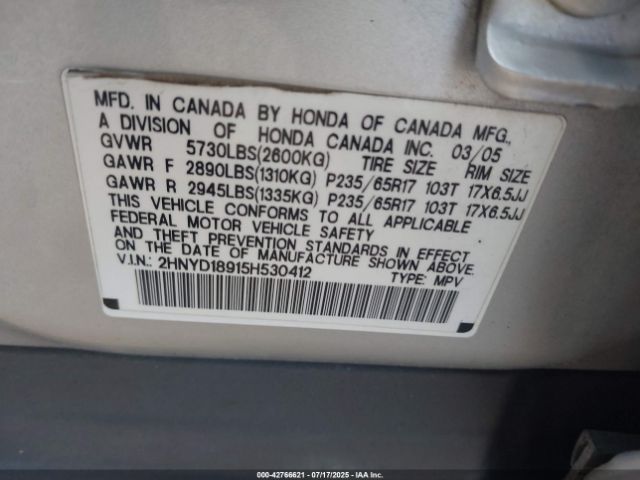 MFD. IN CANADA BY HONDA OF CANADA MFG.,
A DIVISION OF HONDA CANADA INC. 03/05
GVWR 5730LBS(2600KG) TIRE SIZE RIM SIZE
GAWR F 2890LBS(1310KG) P235/65R17 103T 17X6.5JJ
GAWR R 2945LBS(1335KG) P235/65R17 103T 17X6.5JJ
THIS VEHICLE CONFORMS TO ALL APPLICABLE
FEDERAL MOTOR VEHICLE SAFETY
AND THEFT PREVENTION STANDARDS IN EFFECT
ON THE DATE OF MANUFACTURE SHOWN ABOVE.
V.I.N.: 2HNYD18915H530412 TYPE: MPV
000-42766621 - 07/17/2025 - IAA Inc.